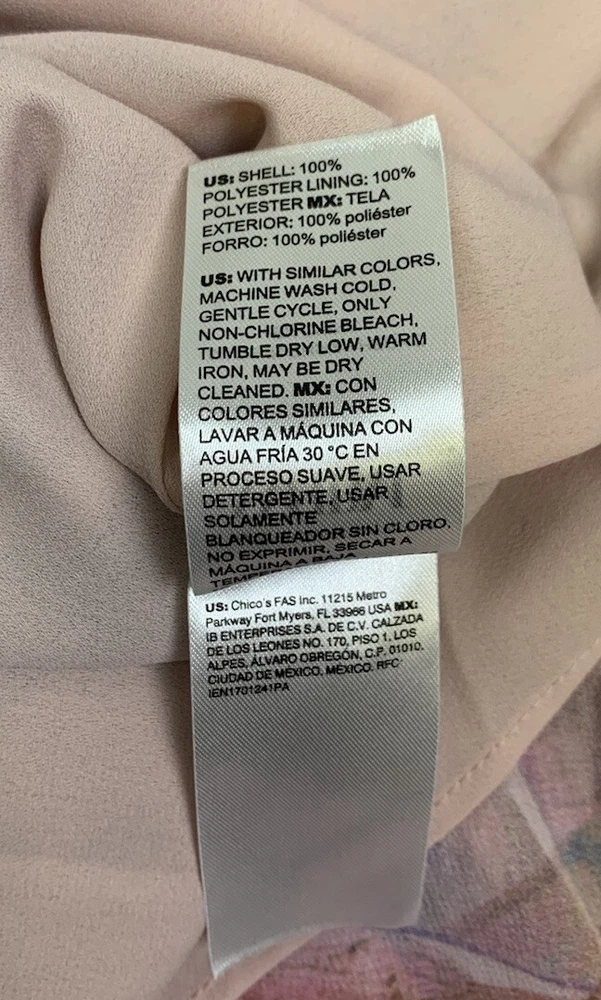 US: SHELL: 100%
POLYESTER LINING: 100%
POLYESTER MX: TELA
EXTERIOR: 100% poliéster
FORRO: 100% poliéster
US: WITH SIMILAR COLORS,
MACHINE WASH COLD,
GENTLE CYCLE, ONLY
NON-CHLORINE BLEACH,
TUMBLE DRY LOW, WARM
IRON, MAY BE DRY
CLEANED. MX: CON
COLORES SIMILARES,
LAVAR A MÁQUINA CON
AGUA FRÍA 30 °C EN
PROCESO SUAVE, USAR
DETERGENTE, USAR
SOLAMENTE
BLANQUEADOR SIN CLORO.
NO EXPRIMIR, SECAR A
MÁQUINA A BAJA
US: Chico's FAS Inc. 11215 Metro
Parkway Fort Myers, FL 33966 USA MX:
IB ENTERPRISES S.A. DE C.V. CALZADA
DE LOS LEONES NO. 170, PISO 1, LOS
ALPES, ÁLVARO OBREGÓN, C.P. 01010.
CIUDAD DE MÉXICO, MÉXICO. RFC:
IEN1701241PA